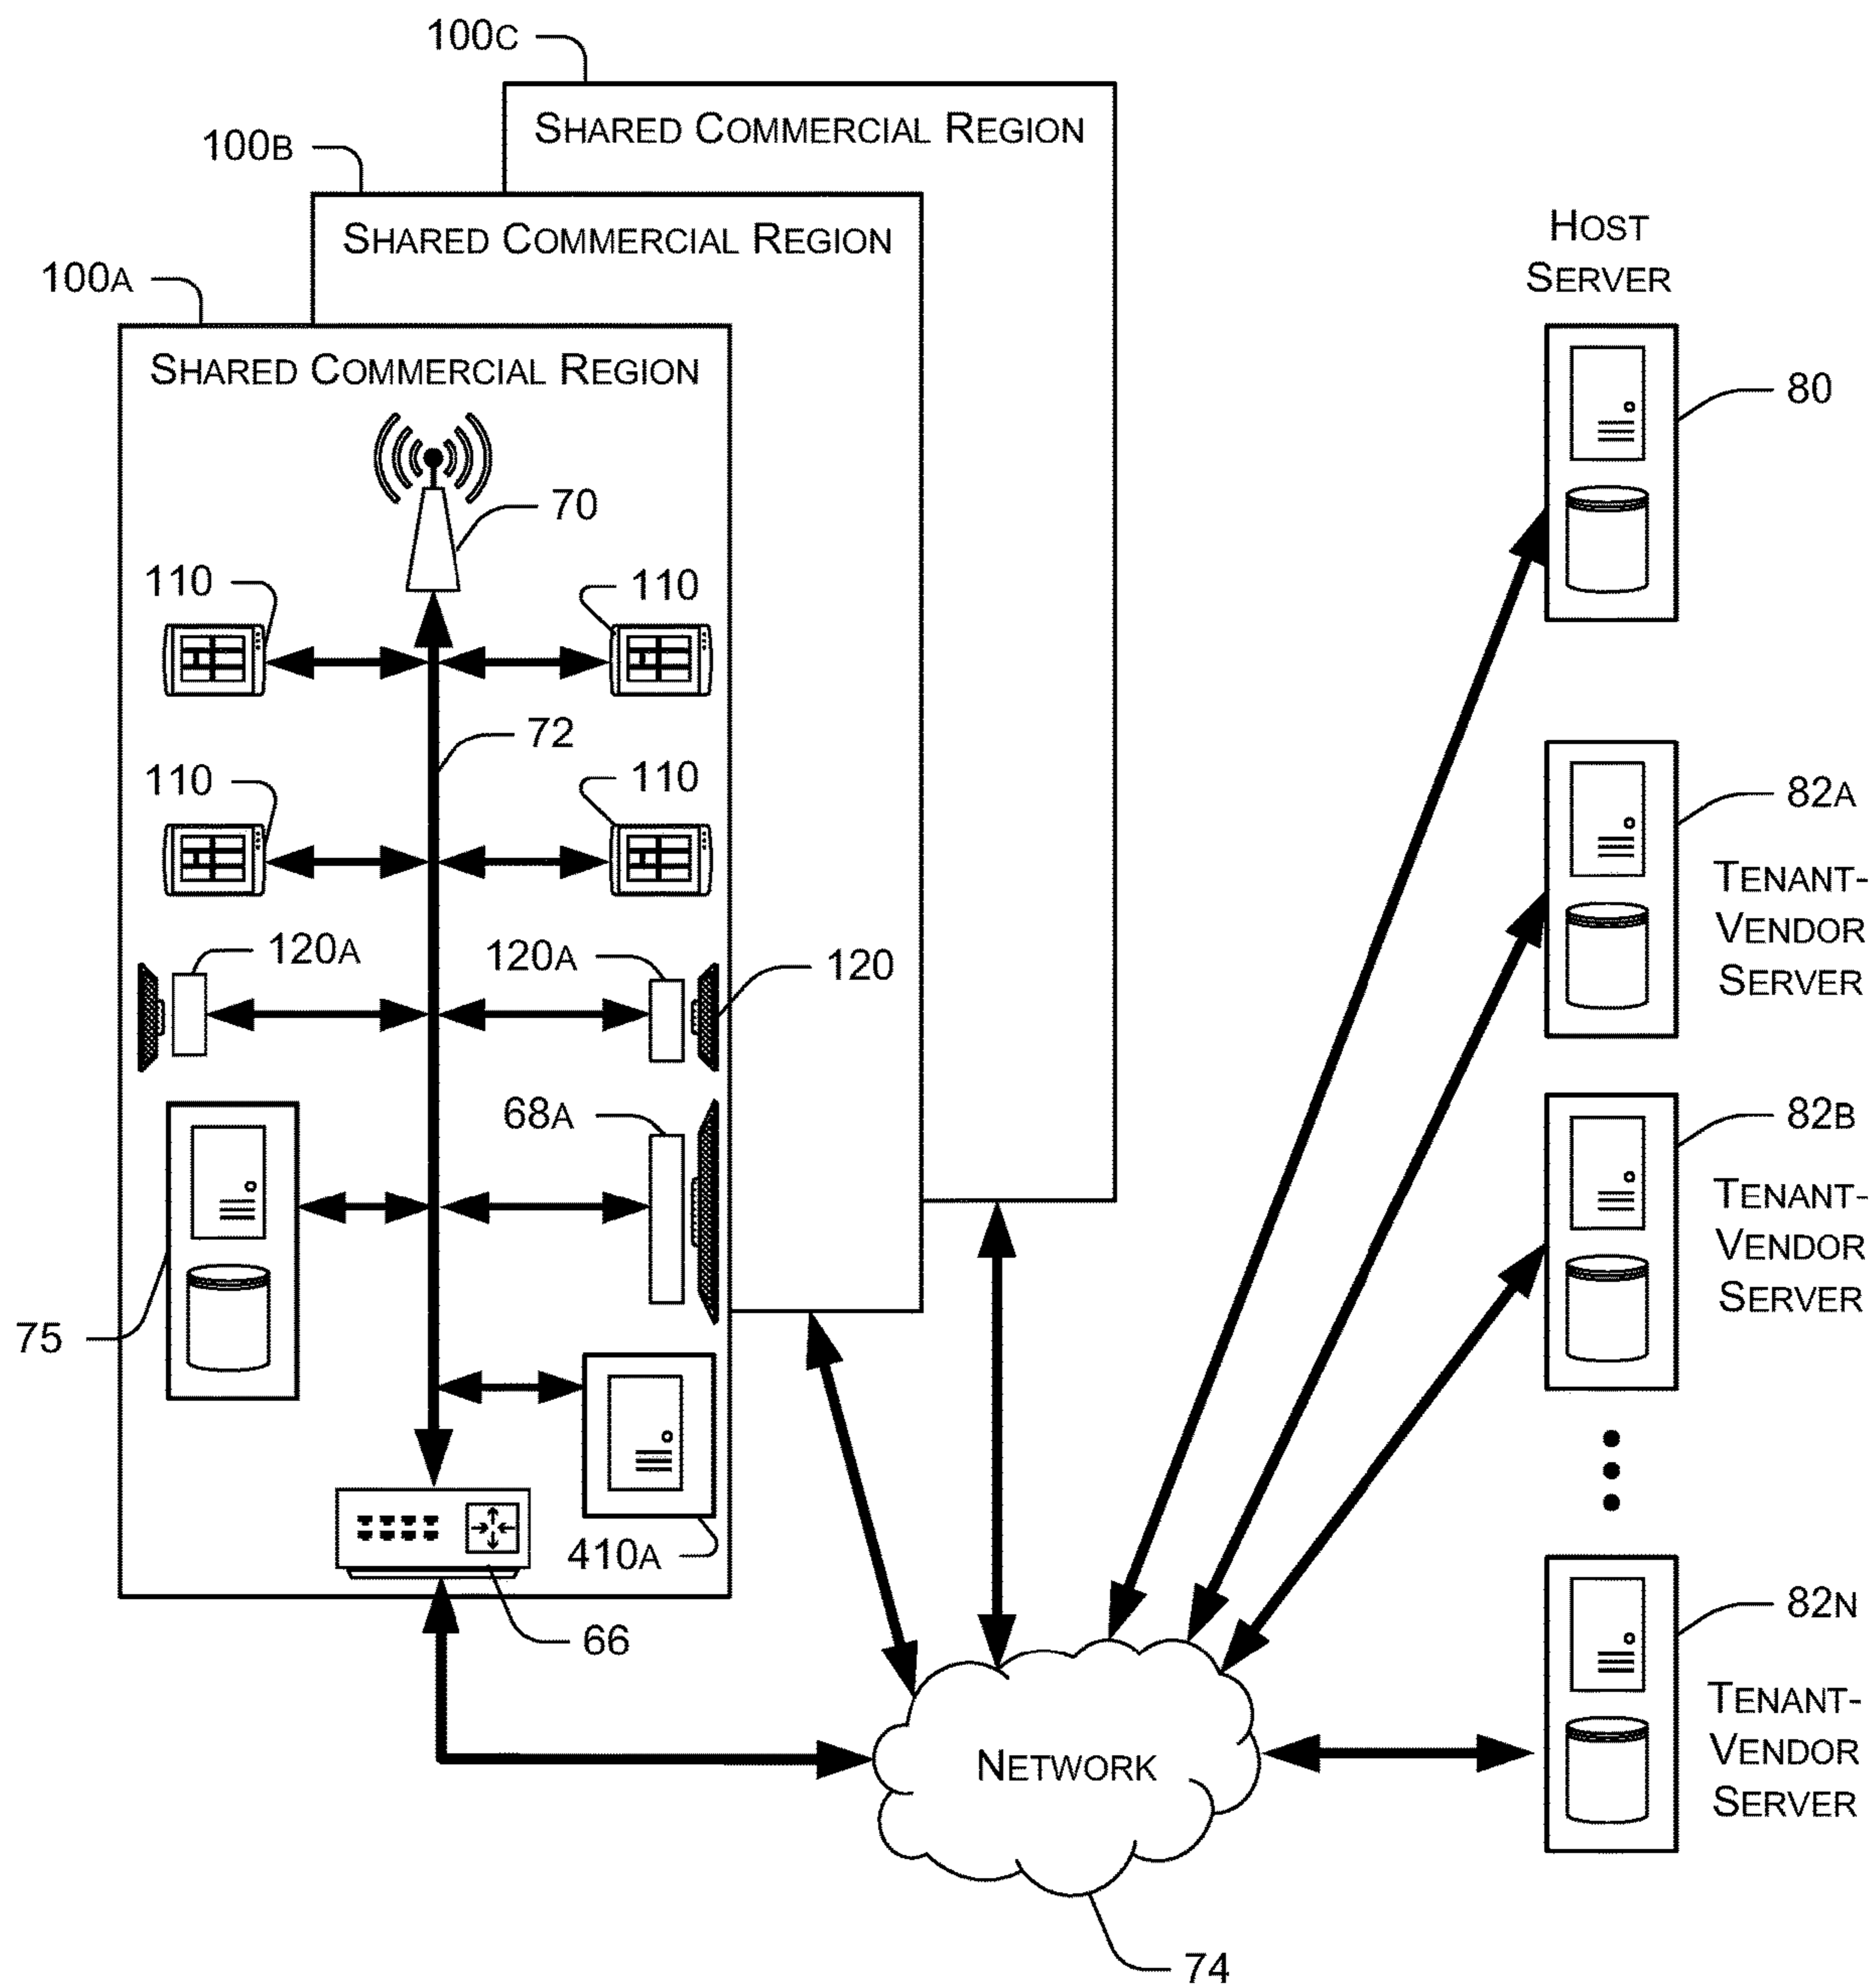 100C
SHARED COMMERCIAL REGION
100B
SHARED COMMERCIAL REGION
100A
SHARED COMMERCIAL REGION
HOST
SERVER
80
70
110
110
72
110
110
82A
TENANT-
VENDOR
SERVER
120A
120A
120
68A
82B
TENANT-
VENDOR
SERVER
75
410A
66
82N
TENANT-
VENDOR
SERVER
NETWORK
74